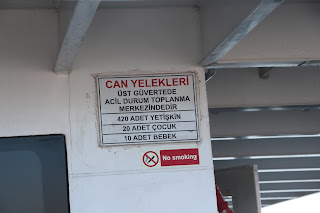 CAN YELEKLERİ
ÜST GÜVERTEDE
ACİL DURUM TOPLANMA
MERKEZİNDEDİR
420 ADET YETİŞKİN
20 ADET ÇOCUK
10 ADET BEBEK
No smoking